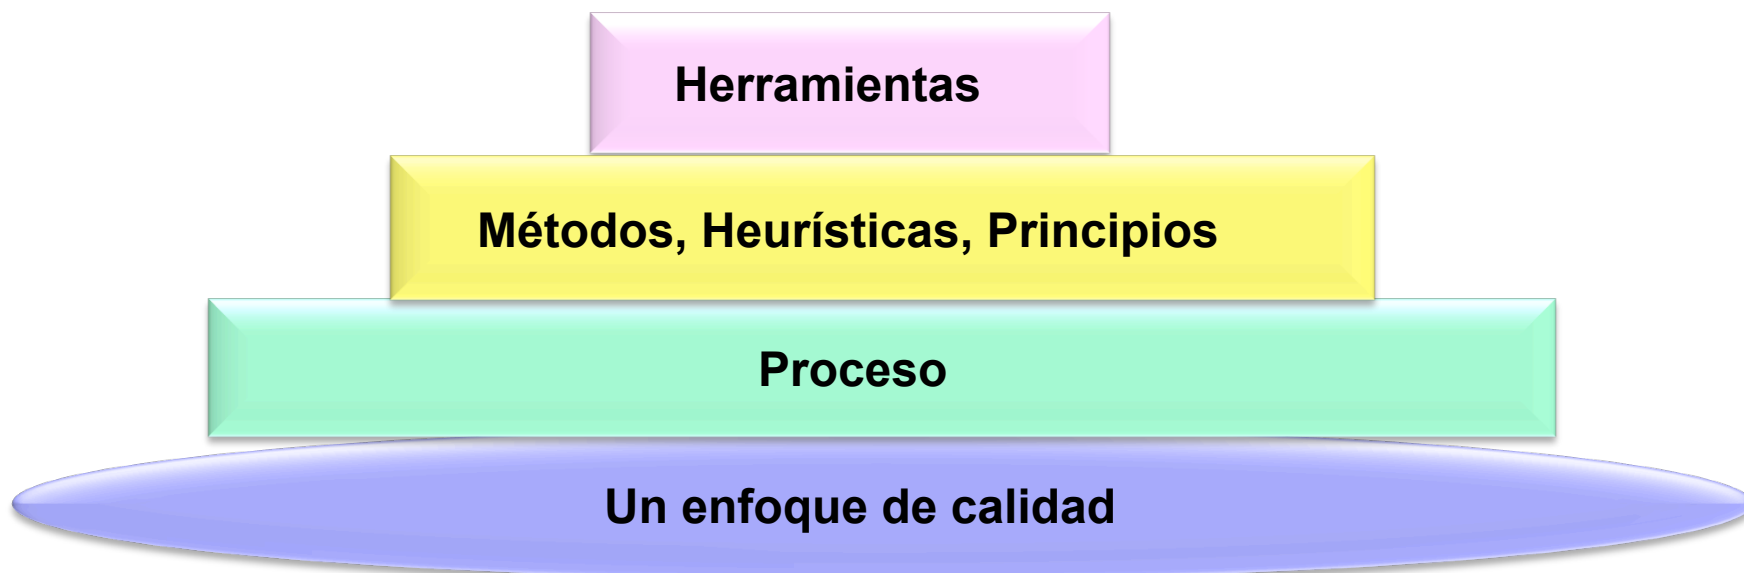 Herramientas
Métodos, Heurísticas, Principios
Proceso
Un enfoque de calidad